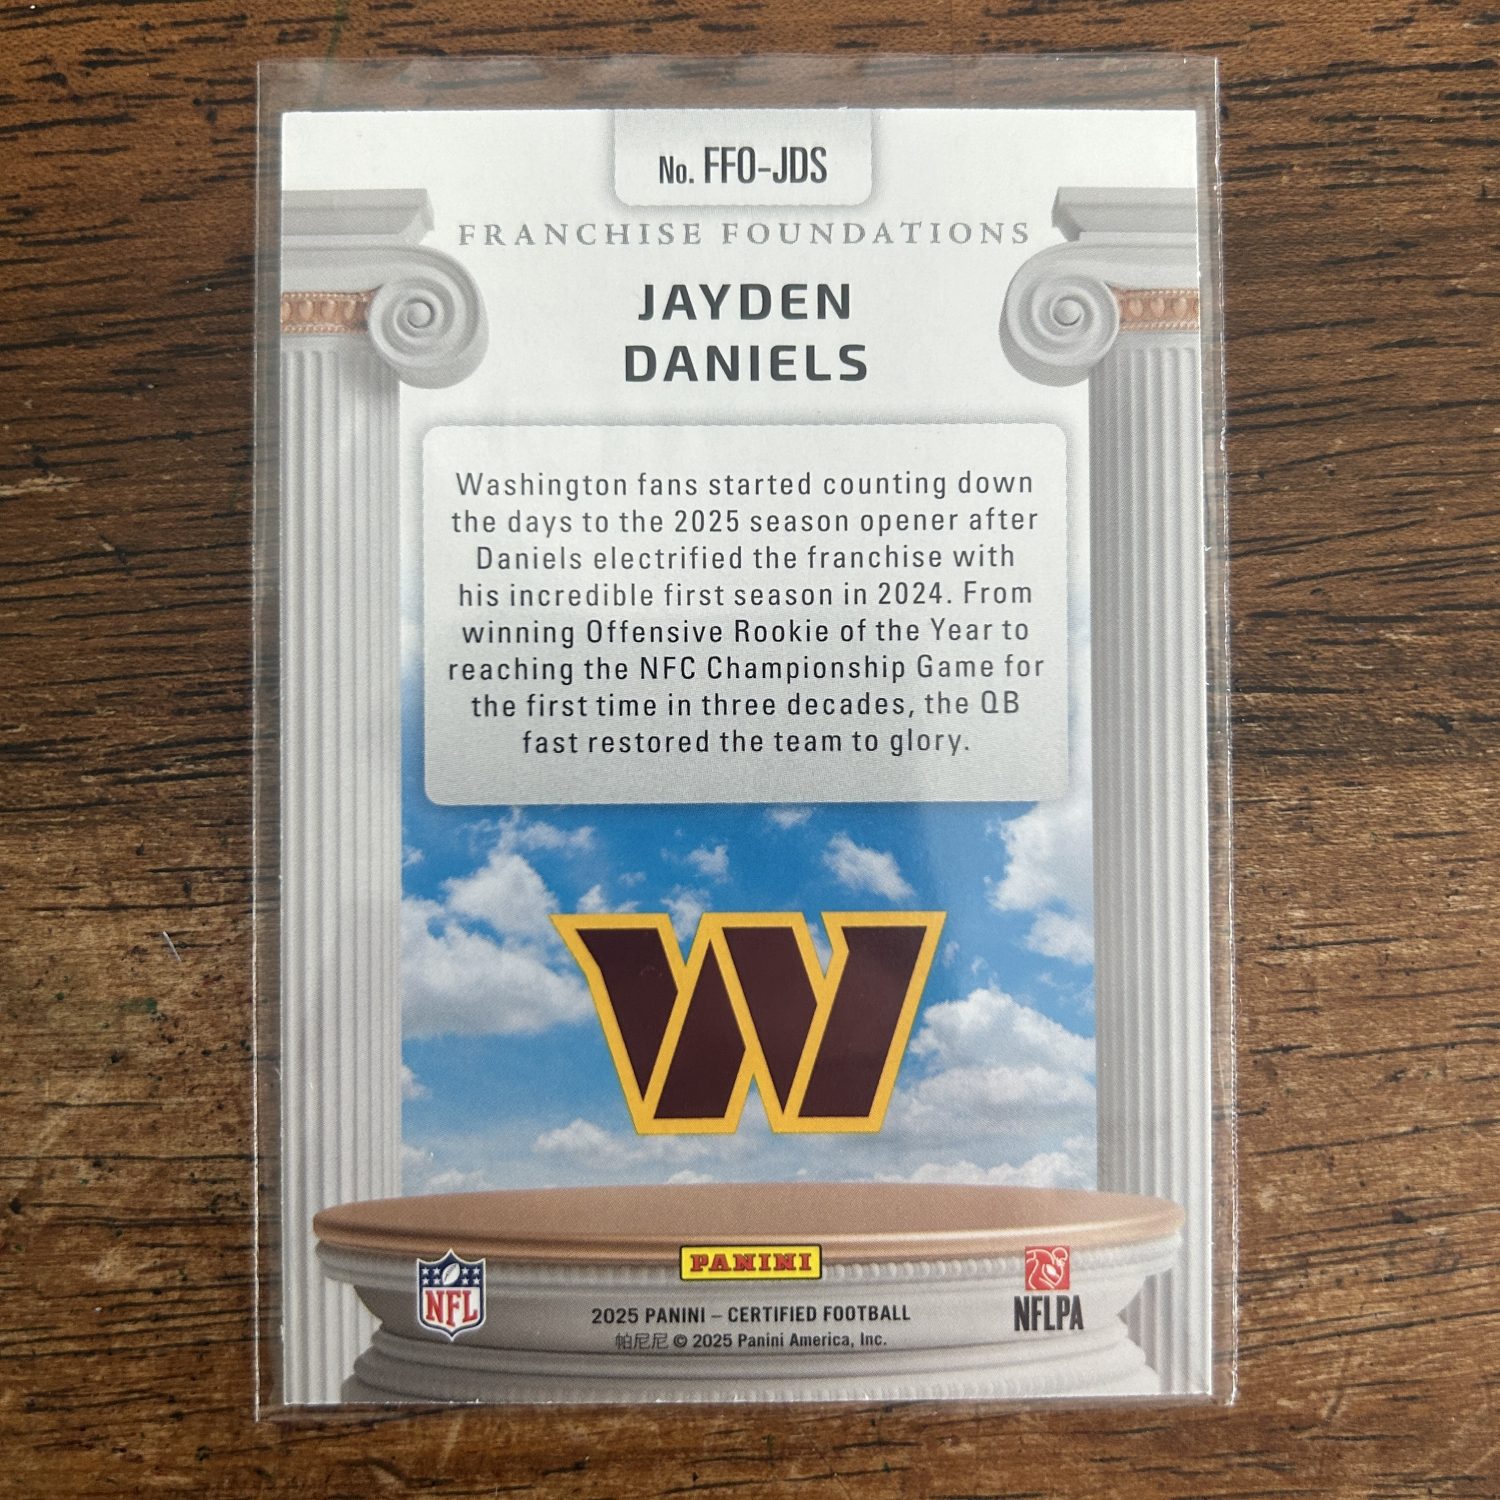 No. FFO-JDS
FRANCHISE FOUNDATIONS
JAYDEN
DANIELS
Washington fans started counting down
the days to the 2025 season opener after
Daniels electrified the franchise with
his incredible first season in 2024. From
winning Offensive Rookie of the Year to
reaching the NFC Championship Game for
the first time in three decades, the QB
fast restored the team to glory.
W
PANINI
NFL
NFLPA
2025 PANINI – CERTIFIED FOOTBALL
帕尼尼 © 2025 Panini America, Inc.